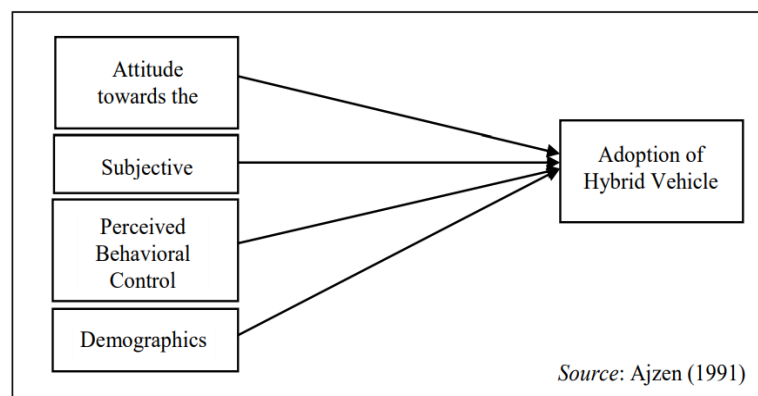 Attitude
towards the
Subjective
Perceived
Behavioral
Control
Demographics
Adoption of
Hybrid Vehicle
Source: Ajzen (1991)